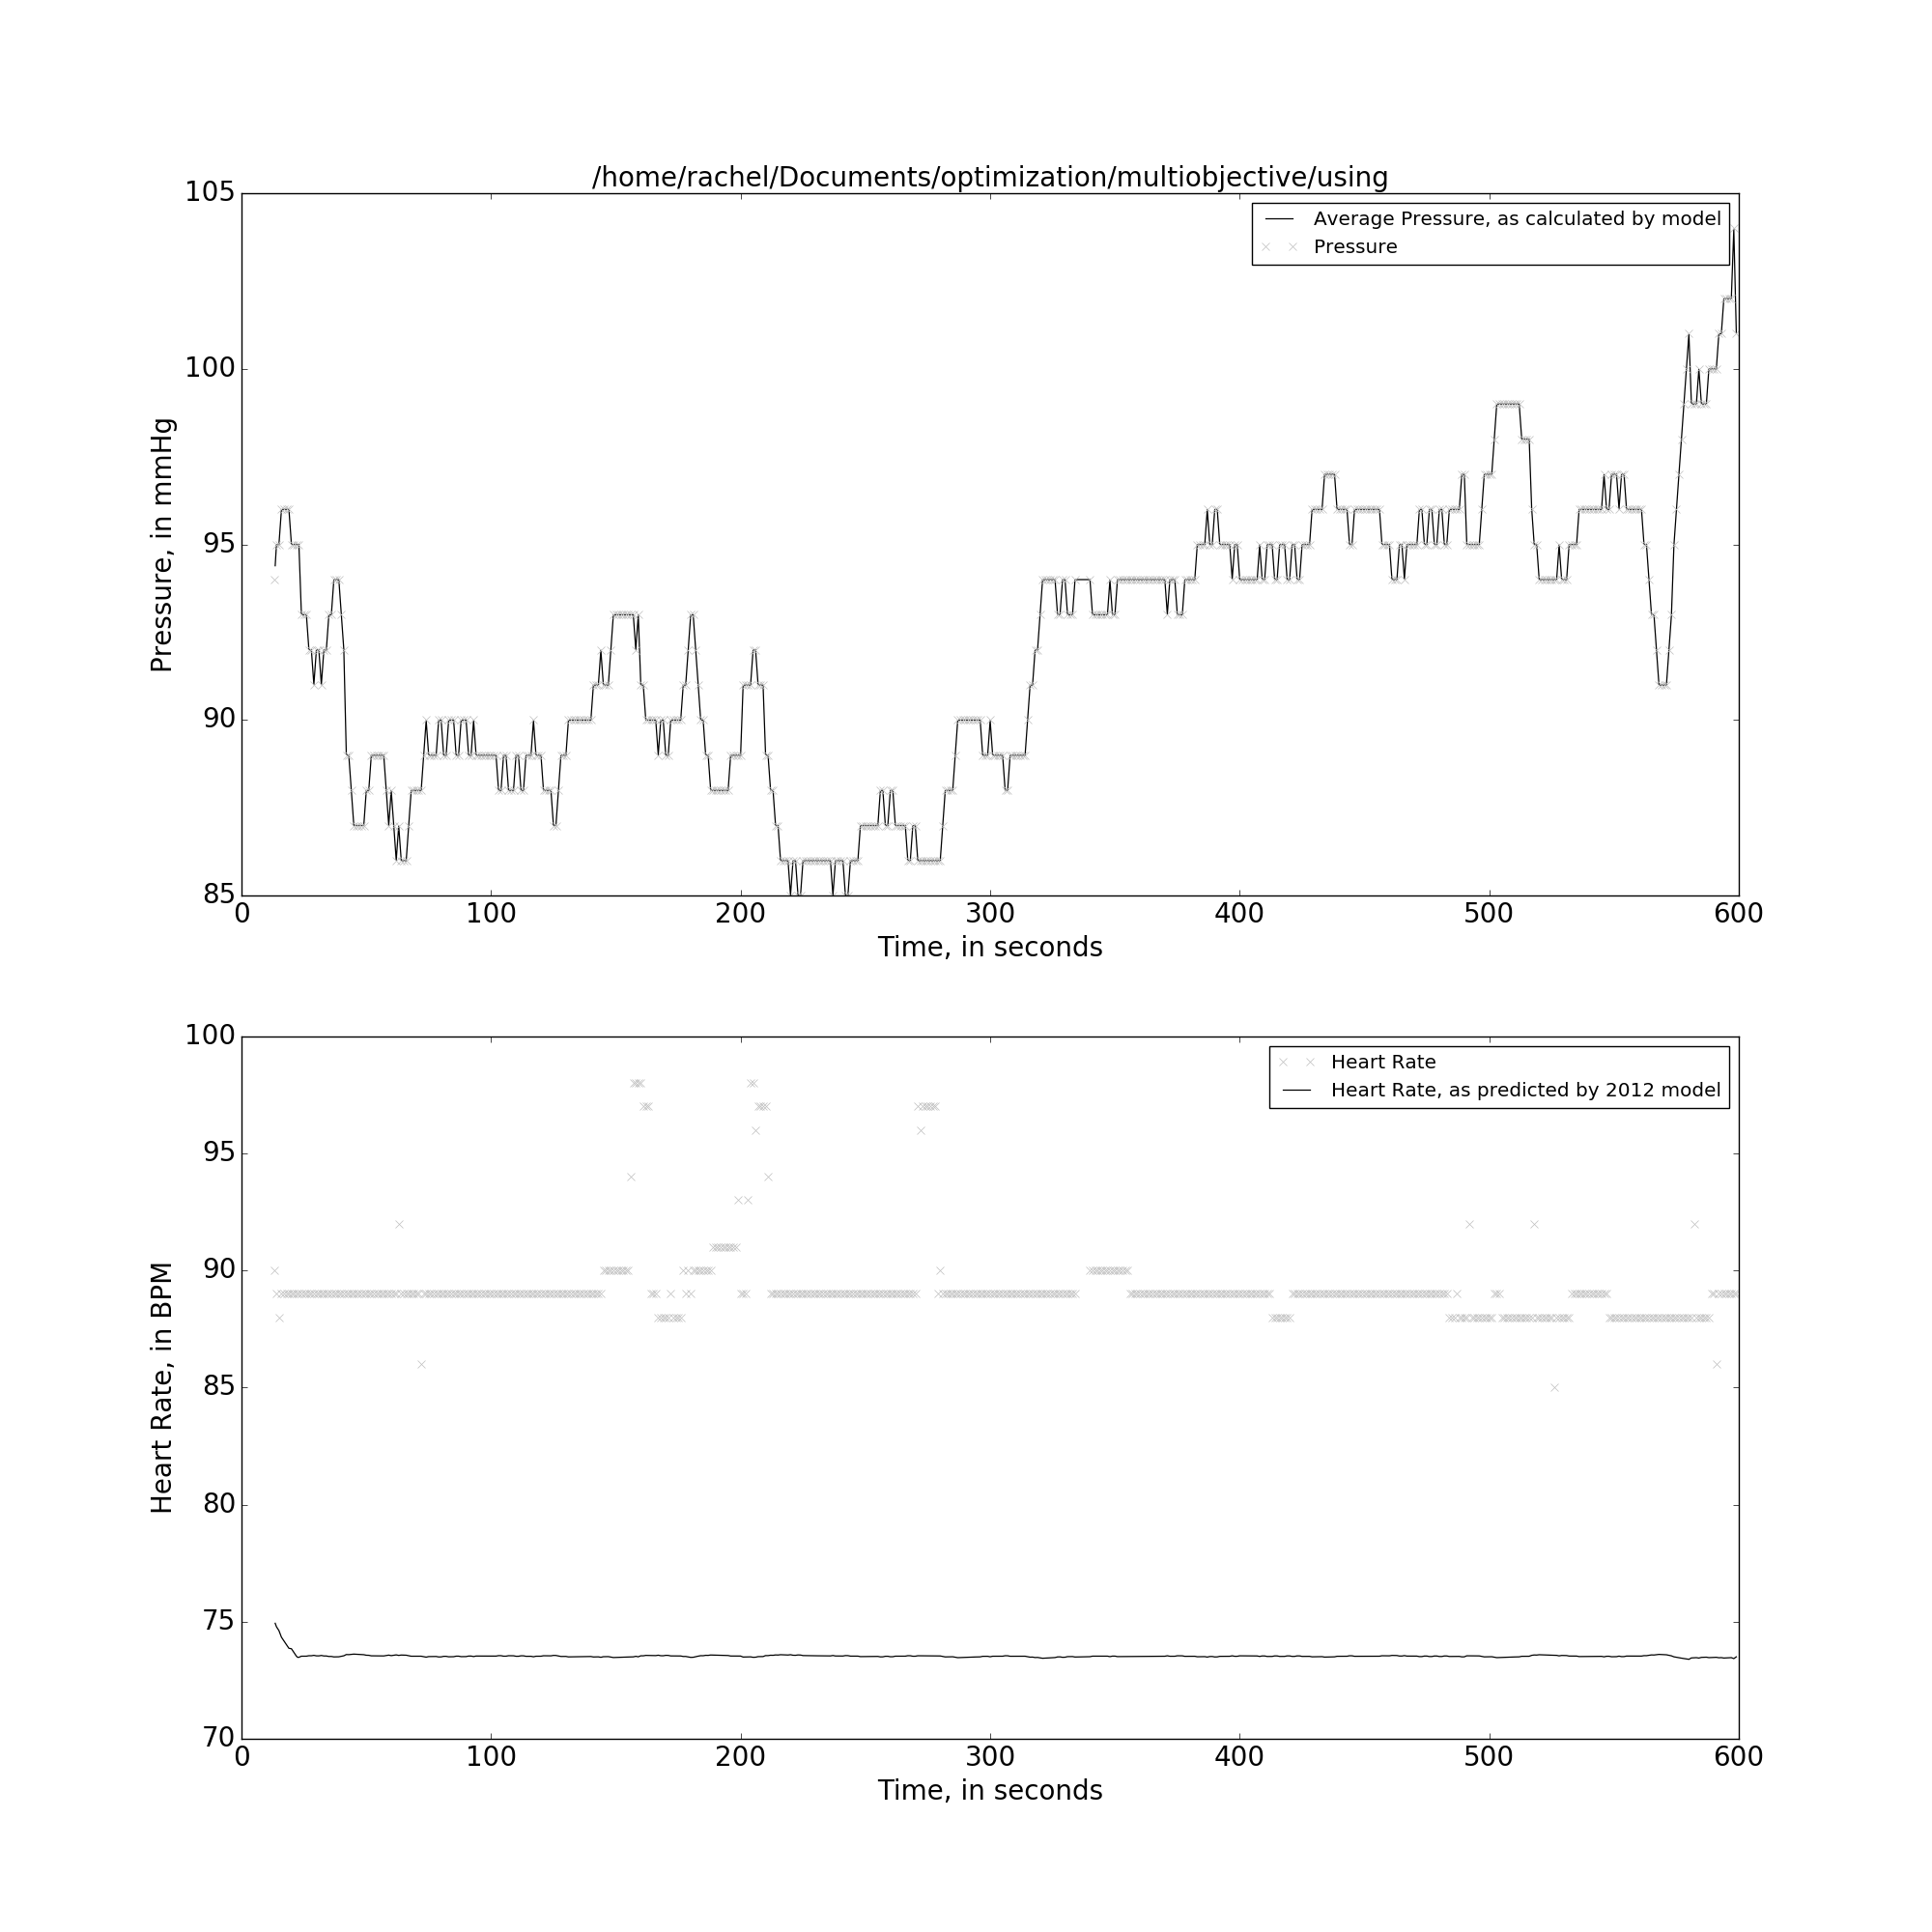 /home/rachel/Documents/optimization/multiobjective/using
105
100
95
90
85
Pressure, in mmHg
Average Pressure, as calculated by model
Pressure
0 100 200 300 400 500 600
Time, in seconds
100
95
90
85
80
75
70
Heart Rate, in BPM
Heart Rate
Heart Rate, as predicted by 2012 model
0 100 200 300 400 500 600
Time, in seconds